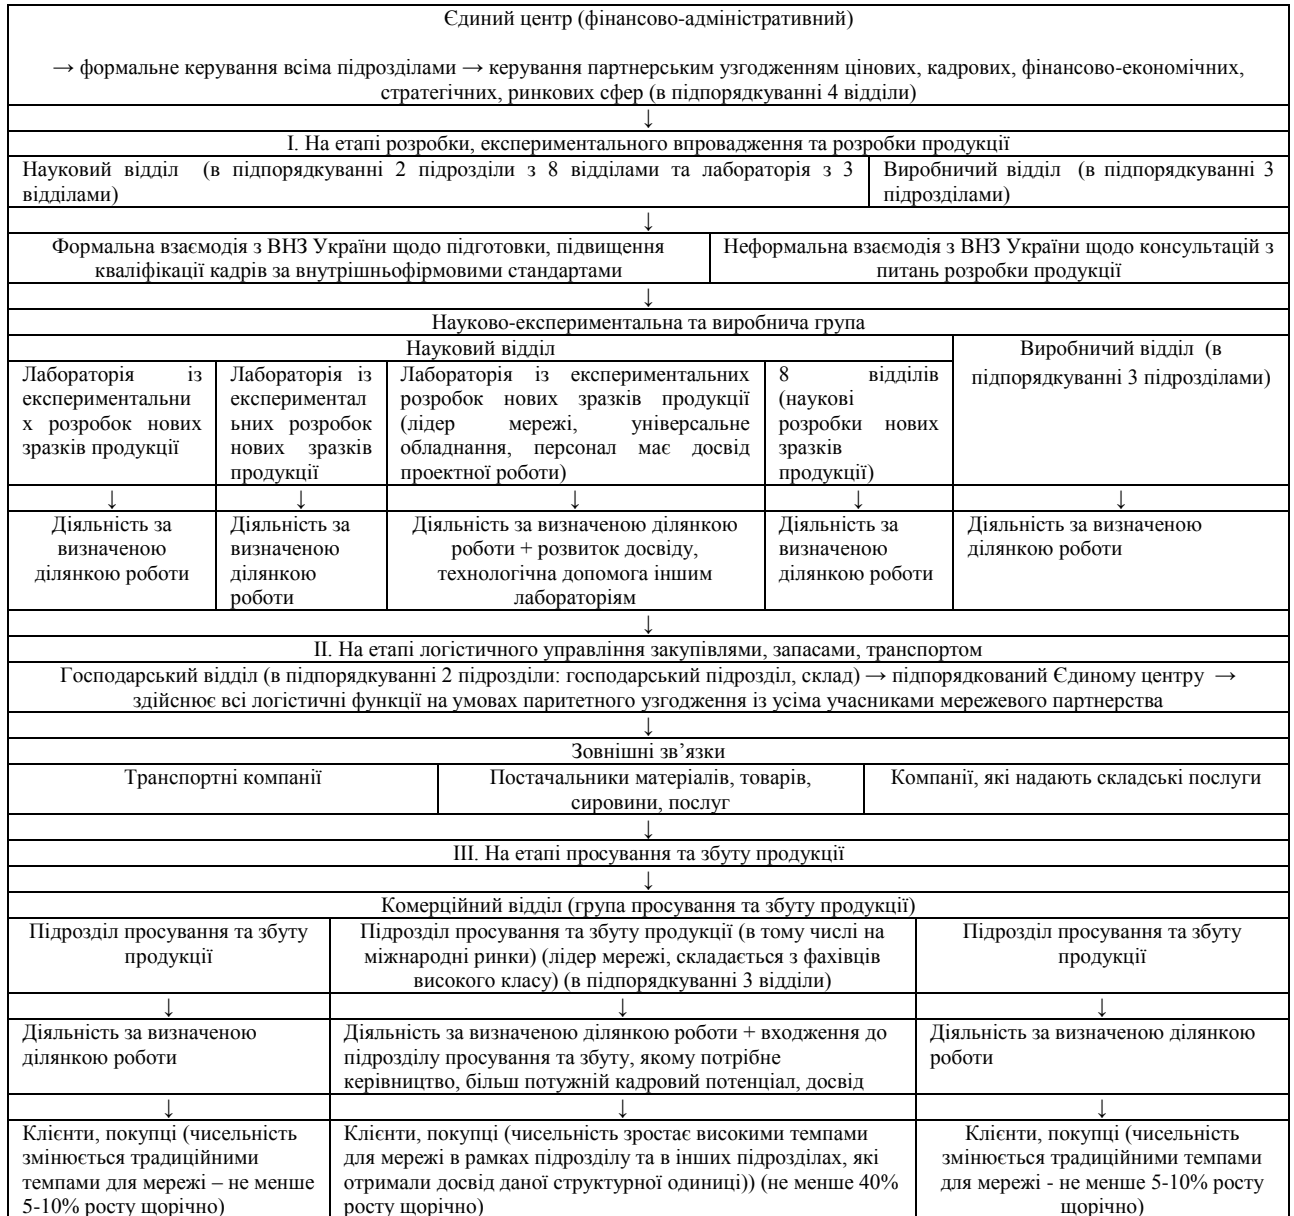 Єдиний центр (фінансово-адміністративний)
→ формальне керування всіма підрозділами → керування партнерським узгодженням цінових, кадрових, фінансово-економічних,
стратегічних, ринкових сфер (в підпорядкуванні 4 відділи)
↓
І. На етапі розробки, експериментального впровадження та розробки продукції
Науковий відділ (в підпорядкуванні 2 підрозділи з 8 відділами та лабораторія з 3
відділами)
Виробничий відділ (в підпорядкуванні 3
підрозділами)
↓
Формальна взаємодія з ВНЗ України щодо підготовки, підвищення
кваліфікації кадрів за внутрішньофірмовими стандартами
Неформальна взаємодія з ВНЗ України щодо консультацій з
питань розробки продукції
↓
Науково-експериментальна та виробнича група
Науковий відділ
Виробничий відділ (в
підпорядкуванні 3 підрозділами)
Лабораторія із
експериментальни
х розробок нових
зразків продукції
Лабораторія із
експериментал
ьних розробок
нових зразків
продукції
Лабораторія із експериментальних
розробок нових зразків продукції
(лідер мережі, універсальне
обладнання, персонал має досвід
проектної роботи)
8 відділів
(наукові
розробки нових
зразків
продукції)
↓ ↓ ↓ ↓ ↓
Діяльність за
визначеною
ділянкою роботи
Діяльність за
визначеною
ділянкою
роботи
Діяльність за визначеною ділянкою
роботи + розвиток досвіду,
технологічна допомога іншим
лабораторіям
Діяльність за
визначеною
ділянкою роботи
Діяльність за визначеною
ділянкою роботи
↓
ІІ. На етапі логістичного управління закупівлями, запасами, транспортом
Господарський відділ (в підпорядкуванні 2 підрозділи: господарський підрозділ, склад) → підпорядкований Єдиному центру →
здійснює всі логістичні функції на умовах паритетного узгодження із усіма учасниками мережевого партнерства
↓
Зовнішні зв’язки
Транспортні компанії
Постачальники матеріалів, товарів,
сировини, послуг
Компанії, які надають складські послуги
↓
ІІІ. На етапі просування та збуту продукції
↓
Комерційний відділ (група просування та збуту продукції)
Підрозділ просування та збуту
продукції
Підрозділ просування та збуту продукції (в тому числі на
міжнародні ринки) (лідер мережі, складається з фахівців
високого класу) (в підпорядкуванні 3 відділи)
Підрозділ просування та збуту
продукції
↓ ↓ ↓
Діяльність за визначеною
ділянкою роботи
Діяльність за визначеною ділянкою роботи + входження до
підрозділу просування та збуту, якому потрібне
керівництво, більш потужній кадровий потенціал, досвід
Діяльність за визначеною ділянкою
роботи
↓ ↓ ↓
Клієнти, покупці (чисельність
змінюється традиційними
темпами для мережі – не менше
5-10% росту щорічно)
Клієнти, покупці (чисельність зростає високими темпами
для мережі в рамках підрозділу та в інших підрозділах, які
отримали досвід даної структурної одиниці)) (не менше 40%
росту щорічно)
Клієнти, покупці (чисельність
змінюється традиційними темпами
для мережі - не менше 5-10% росту
щорічно)